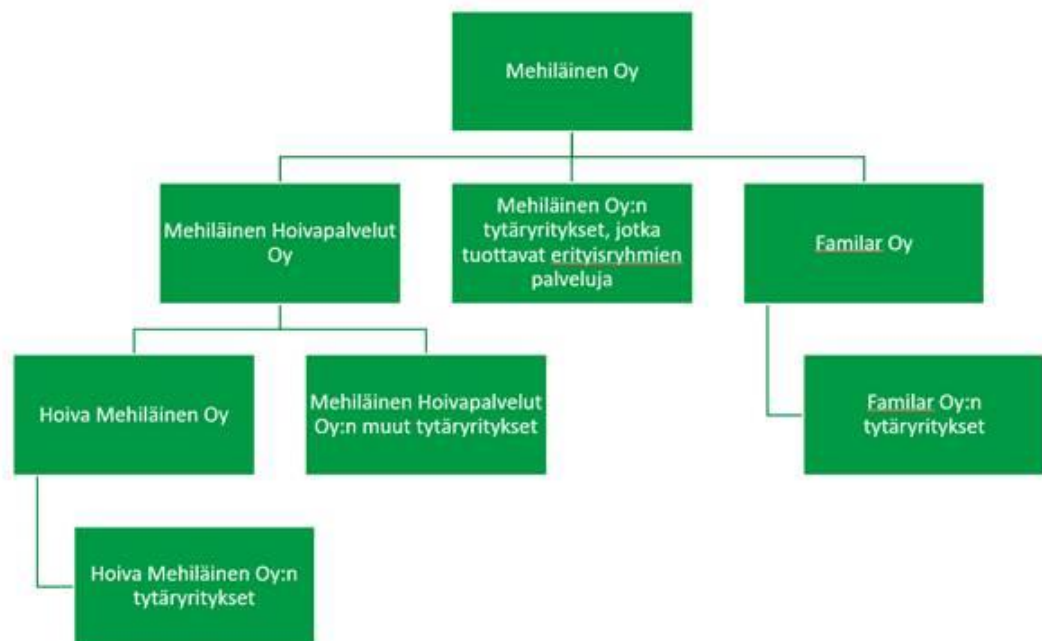 Mehiläinen Oy
Mehiläinen Hoivapalvelut
Oy
Mehiläinen Oy:n
tytäryritykset, jotka
tuottavat erityisryhmien
palveluja
Familar Oy
Hoiva Mehiläinen Oy
Mehiläinen Hoivapalvelut
Oy:n muut tytäryritykset
Familar Oy:n
tytäryritykset
Hoiva Mehiläinen Oy:n
tytäryritykset